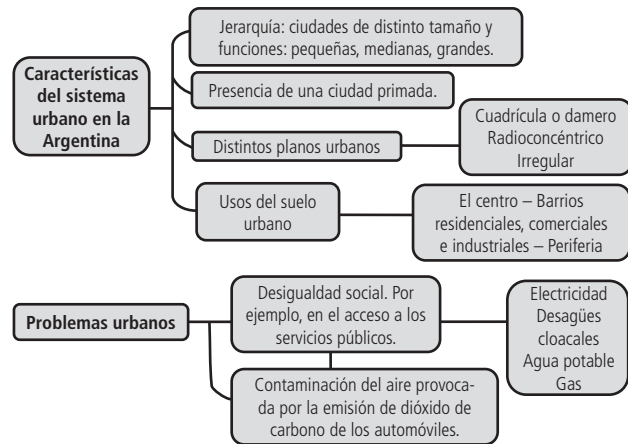 Características
del sistema
urbano en la
Argentina
Jerarquía: ciudades de distinto tamaño y
funciones: pequeñas, medianas, grandes.
Presencia de una ciudad primada.
Distintos planos urbanos
Cuadrícula o damero
Radioconcéntrico
Irregular
Usos del suelo
urbano
El centro – Barrios
residenciales, comerciales
e industriales – Periferia
Problemas urbanos
Desigualdad social. Por
ejemplo, en el acceso a los
servicios públicos.
Electricidad
Desagües
cloacales
Agua potable
Gas
Contaminación del aire provoca-
da por la emisión de dióxido de
carbono de los automóviles.